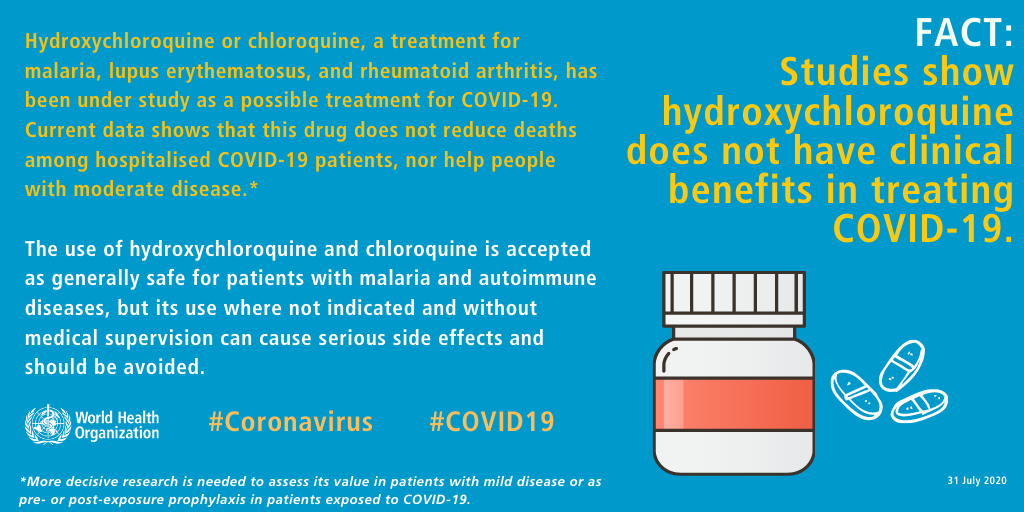 Hydroxychloroquine or chloroquine, a treatment for
malaria, lupus erythematosus, and rheumatoid arthritis, has
been under study as a possible treatment for COVID-19.
Current data shows that this drug does not reduce deaths
among hospitalised COVID-19 patients, nor help people
with moderate disease.*
The use of hydroxychloroquine and chloroquine is accepted
as generally safe for patients with malaria and autoimmune
diseases, but its use where not indicated and without
medical supervision can cause serious side effects and
should be avoided.
World Health
Organization
#Coronavirus
#COVID19
*More decisive research is needed to assess its value in patients with mild disease or as
pre- or post-exposure prophylaxis in patients exposed to COVID-19.
FACT:
Studies show
hydroxychloroquine
does not have clinical
benefits in treating
COVID-19.
31 July 2020